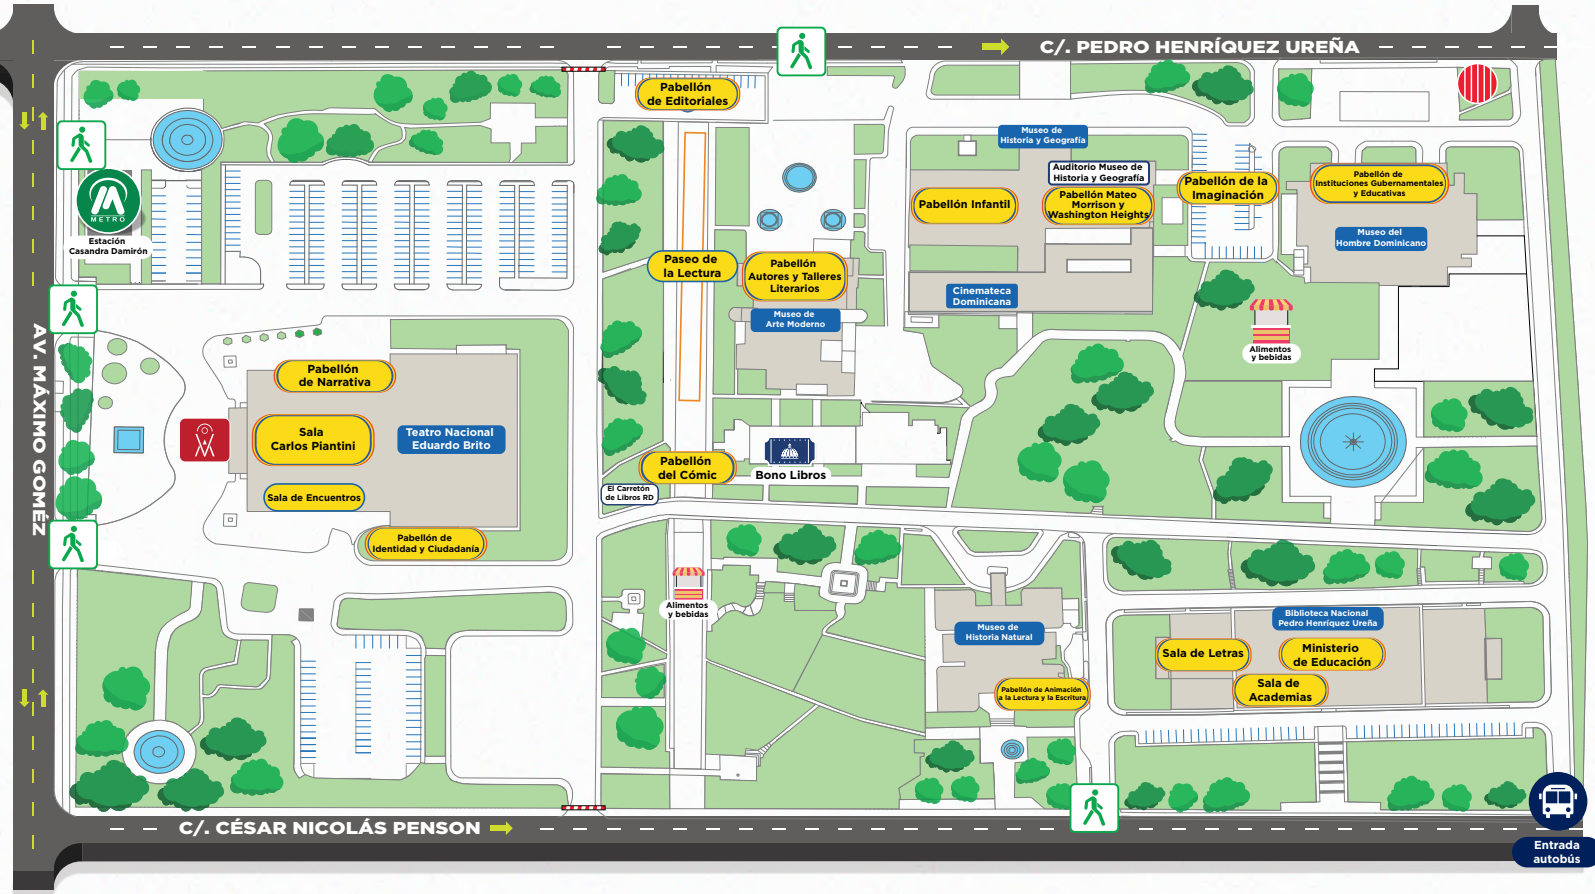 C/. PEDRO HENRÍQUEZ UREÑA
Pabellón
de Editoriales
Museo de
Historia y Geografía
Auditorio Museo de
Historia y Geografía
Pabellón Infantil
Pabellón Mateo
Morrison y
Washington Heights
Pabellón de la
Imaginación
Pabellón de
Instituciones Gubernamentales
y Educativas
Museo del
Hombre Dominicano
METRO
Estación
Casandra Damirón
Paseo de
la Lectura
Pabellón
Autores y Talleres
Literarios
Museo de
Arte Moderno
Cinemateca
Dominicana
Alimentos
y bebidas
AV. MÁXIMO GOMÉZ
Pabellón
de Narrativa
Sala
Carlos Piantini
Teatro Nacional
Eduardo Brito
Sala de Encuentros
Pabellón de
Identidad y Ciudadanía
Pabellón
del Cómic
El Carretón
de Libros RD
Bono Libros
Alimentos
y bebidas
Museo de
Historia Natural
Pabellón de Animación
a la Lectura y la Escritura
Biblioteca Nacional
Pedro Henríquez Ureña
Sala de Letras
Ministerio
de Educación
Sala de
Academias
C/. CÉSAR NICOLÁS PENSON
Entrada
autobús